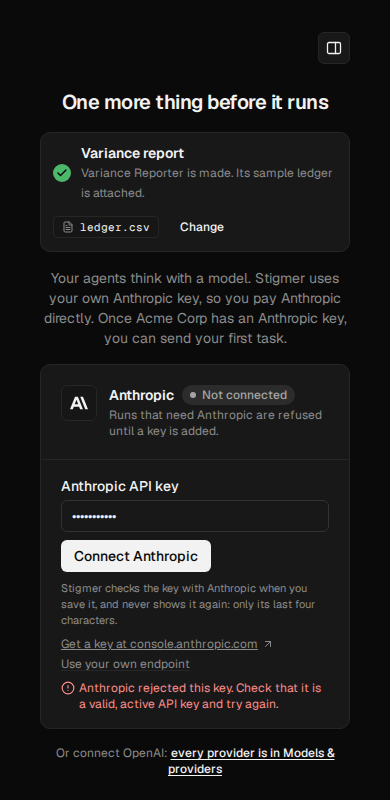 One more thing before it runs
Variance report
Variance Reporter is made. Its sample ledger
is attached.
ledger.csv
Change
Your agents think with a model. Stigmer uses
your own Anthropic key, so you pay Anthropic
directly. Once Acme Corp has an Anthropic key,
you can send your first task.
Anthropic
Not connected
Runs that need Anthropic are refused
until a key is added.
Anthropic API key
•••••••••••
Connect Anthropic
Stigmer checks the key with Anthropic when you
save it, and never shows it again: only its last four
characters.
Get a key at console.anthropic.com
Use your own endpoint
Anthropic rejected this key. Check that it is
a valid, active API key and try again.
Or connect OpenAI: every provider is in Models &
providers